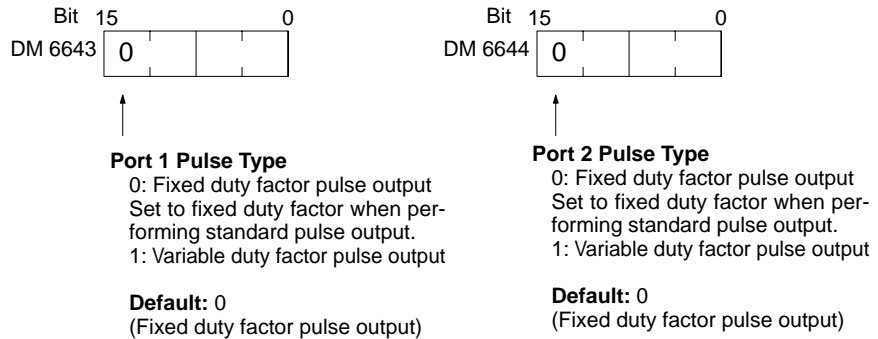 Bit 15 0
DM 6643 0
Port 1 Pulse Type
0: Fixed duty factor pulse output
Set to fixed duty factor when per-
forming standard pulse output.
1: Variable duty factor pulse output
Default: 0
(Fixed duty factor pulse output)
Bit 15 0
DM 6644 0
Port 2 Pulse Type
0: Fixed duty factor pulse output
Set to fixed duty factor when per-
forming standard pulse output.
1: Variable duty factor pulse output
Default: 0
(Fixed duty factor pulse output)